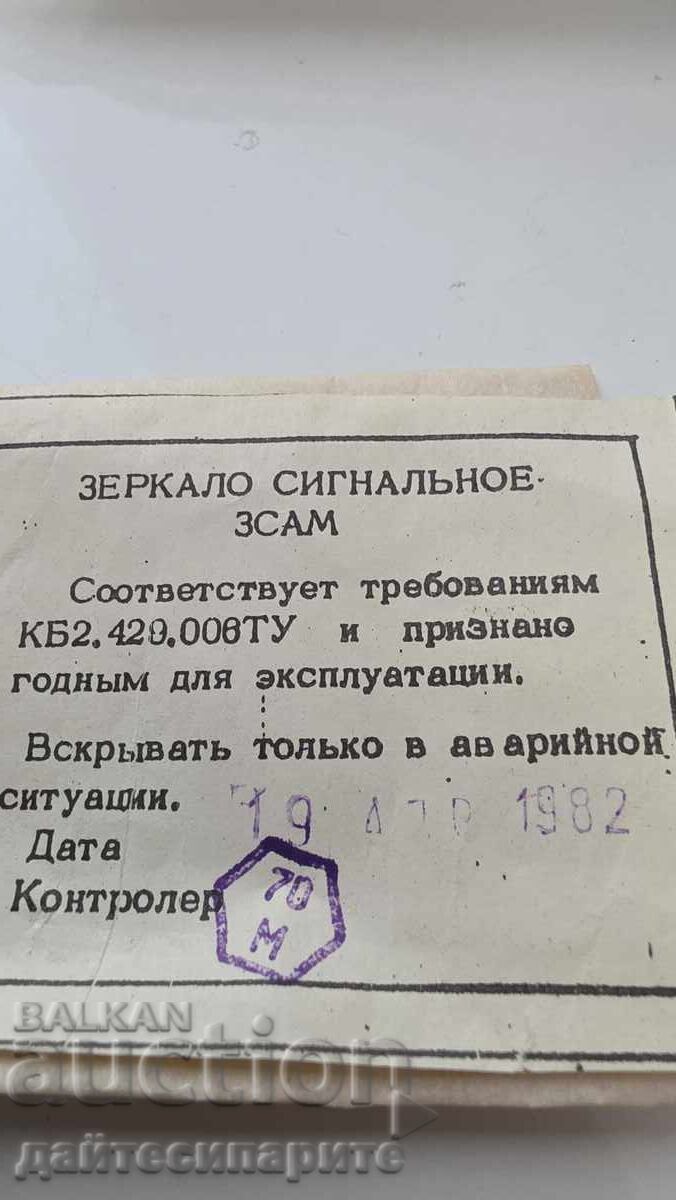 ЗЕРКАЛО СИГНАЛЬНОЕ
ЗСАМ
Соответствует требованиям
КБ2.429.006ТУ и признано
годным для эксплуатации.
Вскрывать только в аварийной
ситуации.
19 АПР 1982
Дата
Контролер
70
М
BALKAN
auction
дайтесипарите